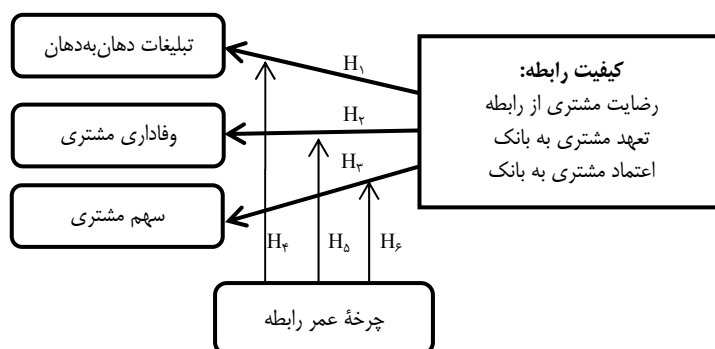 کیفیت رابطه:
رضایت مشتری از رابطه
تعهد مشتری به بانک
اعتماد مشتری به بانک
H۱
H۲
H۳
تبلیغات دهان‌به‌دهان
وفاداری مشتری
سهم مشتری
H۴
H۵
H۶
چرخهٔ عمر رابطه